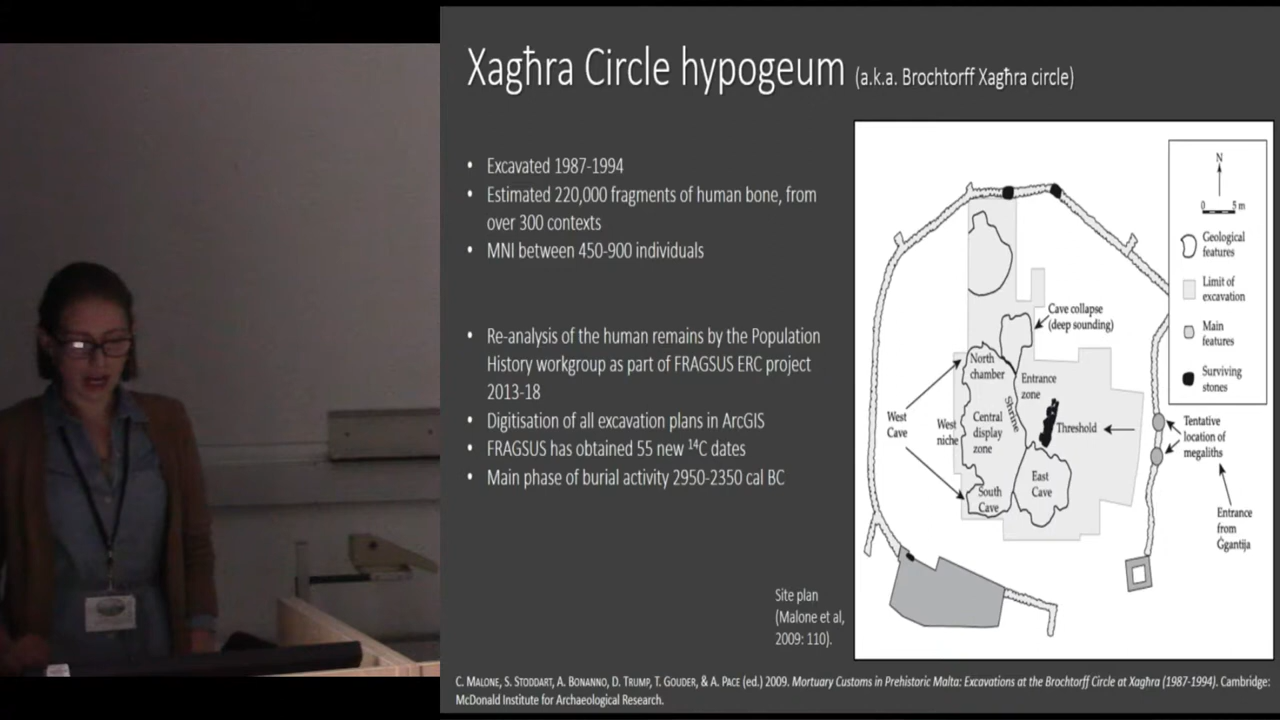 Xagħra Circle hypogeum (a.k.a. Brochtorff Xagħra circle)
• Excavated 1987-1994
• Estimated 220,000 fragments of human bone, from
over 300 contexts
• MNI between 450-900 individuals
• Re-analysis of the human remains by the Population
History workgroup as part of FRAGSUS ERC project
2013-18
• Digitisation of all excavation plans in ArcGIS
• FRAGSUS has obtained 55 new ¹⁴C dates
• Main phase of burial activity 2950-2350 cal BC
Site plan
(Malone et al,
2009: 110).
N
0 5 m
Geological
features
Limit of
excavation
Main
features
Surviving
stones
Cave collapse
(deep sounding)
North
chamber
Entrance
zone
Shrine
West
Cave
West
niche
Central
display
zone
Threshold
Tentative
location of
megaliths
East
Cave
South
Cave
Entrance
from
Ġgantija
C. Malone, S. Stoddart, A. Bonanno, D. Trump, T. Gouder, & A. Pace (ed.) 2009. Mortuary Customs in Prehistoric Malta: Excavations at the Brochtorff Circle at Xagħra (1987-1994). Cambridge:
McDonald Institute for Archaeological Research.